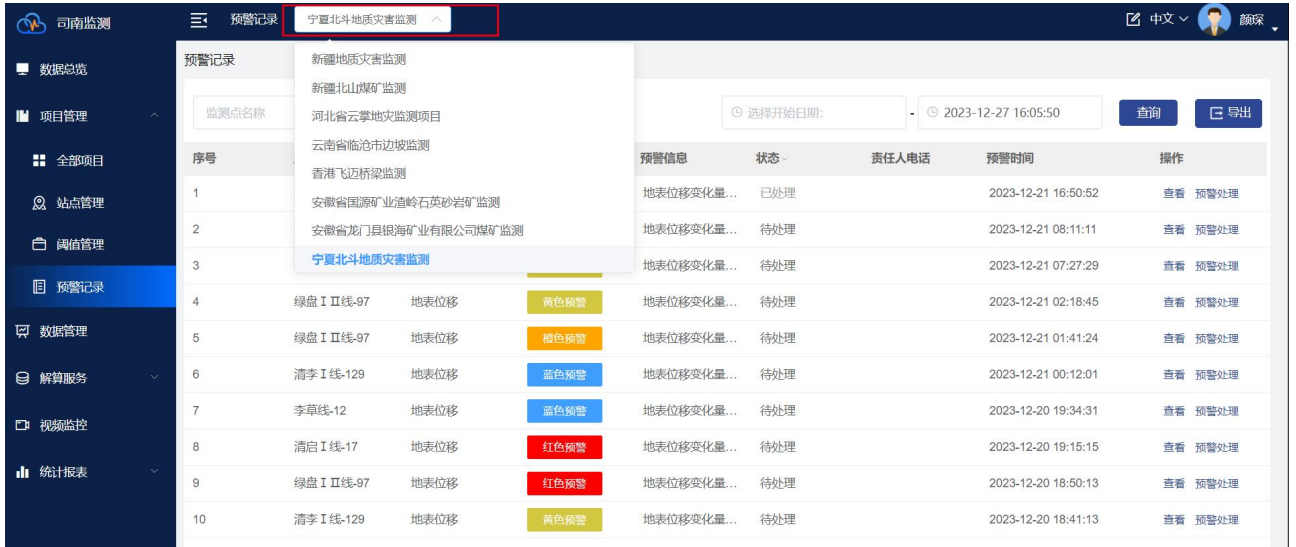 司南监测
预警记录 宁夏北斗地质灾害监测 中文 颜琛
数据总览
项目管理
全部项目
站点管理
阈值管理
预警记录
数据管理
解算服务
视频监控
统计报表
预警记录
新疆地质灾害监测
新疆北山煤矿监测
河北省云掌地灾监测项目
云南省临沧市边坡监测
香港飞迈桥梁监测
安徽省国源矿业渣岭石英砂岩矿监测
安徽省龙门县银海矿业有限公司煤矿监测
宁夏北斗地质灾害监测
监测点名称 选择开始日期: - 2023-12-27 16:05:50 查询 导出
序号 预警信息 状态 责任人电话 预警时间 操作
1 地表位移变化量... 已处理 2023-12-21 16:50:52 查看 预警处理
2 地表位移变化量... 待处理 2023-12-21 08:11:11 查看 预警处理
3 地表位移变化量... 待处理 2023-12-21 07:27:29 查看 预警处理
4 绿盘ⅠⅡ线-97 地表位移 黄色预警 地表位移变化量... 待处理 2023-12-21 02:18:45 查看 预警处理
5 绿盘ⅠⅡ线-97 地表位移 橙色预警 地表位移变化量... 待处理 2023-12-21 01:41:24 查看 预警处理
6 清李Ⅰ线-129 地表位移 蓝色预警 地表位移变化量... 待处理 2023-12-21 00:12:01 查看 预警处理
7 李草线-12 地表位移 蓝色预警 地表位移变化量... 待处理 2023-12-20 19:34:31 查看 预警处理
8 清启Ⅰ线-17 地表位移 红色预警 地表位移变化量... 待处理 2023-12-20 19:15:15 查看 预警处理
9 绿盘ⅠⅡ线-97 地表位移 红色预警 地表位移变化量... 待处理 2023-12-20 18:50:13 查看 预警处理
10 清李Ⅰ线-129 地表位移 黄色预警 地表位移变化量... 待处理 2023-12-20 18:41:13 查看 预警处理